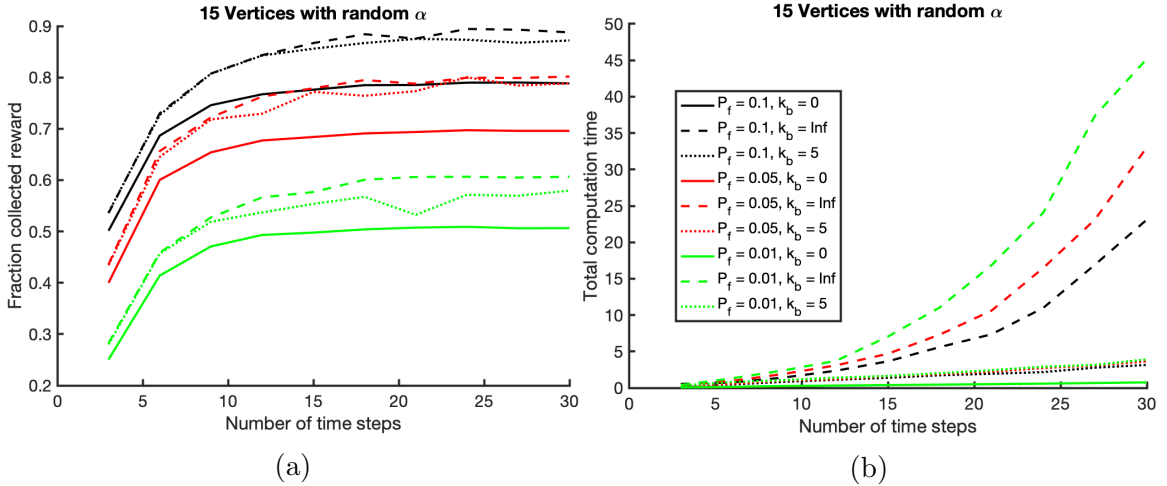 15 Vertices with random α
0.9
0.8
0.7
0.6
0.5
0.4
0.3
0.2
Fraction collected reward
0 5 10 15 20 25 30
Number of time steps
(a)
15 Vertices with random α
50
45
40
35
30
25
20
15
10
5
0
Total computation time
P_f = 0.1, k_b = 0
P_f = 0.1, k_b = Inf
P_f = 0.1, k_b = 5
P_f = 0.05, k_b = 0
P_f = 0.05, k_b = Inf
P_f = 0.05, k_b = 5
P_f = 0.01, k_b = 0
P_f = 0.01, k_b = Inf
P_f = 0.01, k_b = 5
0 5 10 15 20 25 30
Number of time steps
(b)